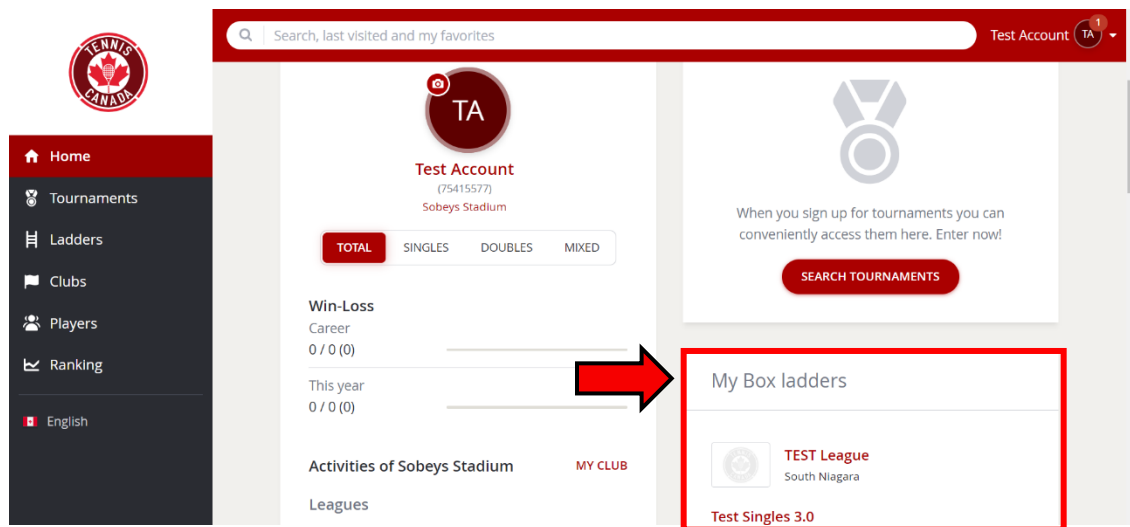 TENNIS
CANADA
Home
Tournaments
Ladders
Clubs
Players
Ranking
English
Search, last visited and my favorites
Test Account
TA
1
TA
Test Account
(75415577)
Sobeys Stadium
TOTAL SINGLES DOUBLES MIXED
Win-Loss
Career
0 / 0 (0)
This year
0 / 0 (0)
Activities of Sobeys Stadium MY CLUB
Leagues
When you sign up for tournaments you can
conveniently access them here. Enter now!
SEARCH TOURNAMENTS
My Box ladders
TEST League
South Niagara
Test Singles 3.0